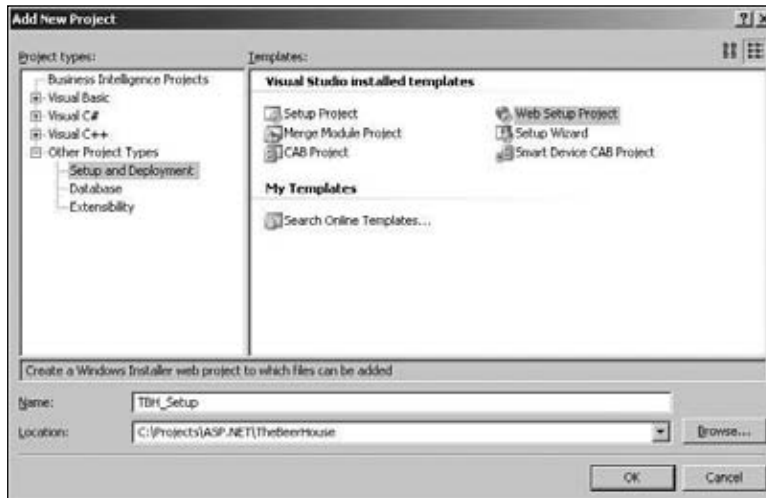 Add New Project
Project types:
Templates:
Business Intelligence Projects
Visual Basic
Visual C#
Visual C++
Other Project Types
Setup and Deployment
Database
Extensibility
Visual Studio installed templates
Setup Project
Web Setup Project
Merge Module Project
Setup Wizard
CAB Project
Smart Device CAB Project
My Templates
Search Online Templates...
Create a Windows Installer web project to which files can be added
Name:
TBH_Setup
Location:
C:\Projects\ASP.NET\TheBeerHouse
Browse...
OK
Cancel